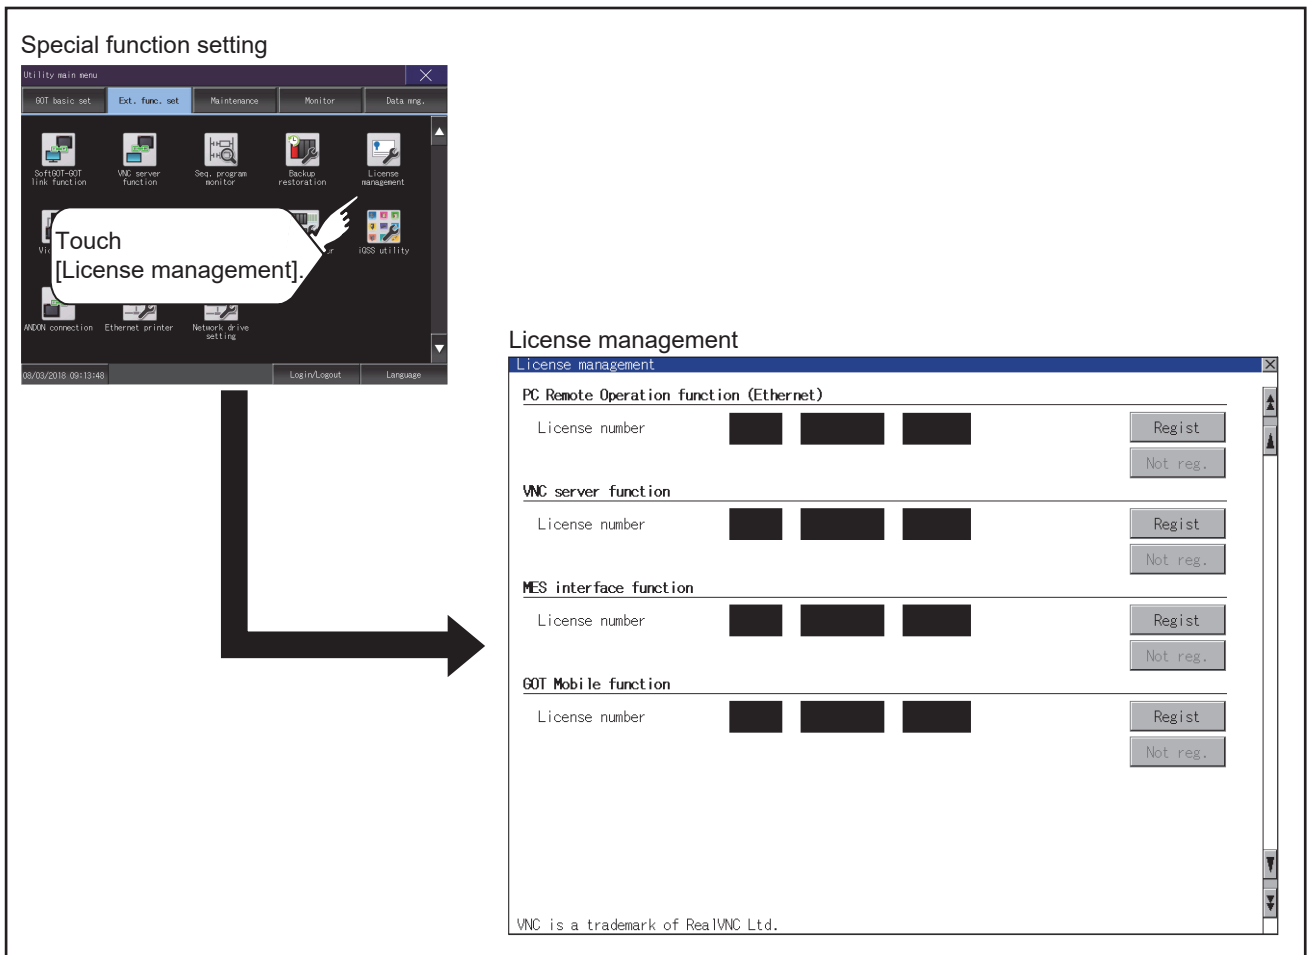 Special function setting
Utility main menu
GOT basic set
Ext. func. set
Maintenance
Monitor
Data mng.
SoftGOT-GOT
link function
VNC server
function
Seq. program
monitor
Backup
restoration
License
management
Touch
[License management].
iQSS utility
ANDON connection
Ethernet printer
Network drive
setting
08/03/2018 09:13:48
Login/Logout
Language
License management
License management
PC Remote Operation function (Ethernet)
License number
Regist
Not reg.
VNC server function
License number
Regist
Not reg.
MES interface function
License number
Regist
Not reg.
GOT Mobile function
License number
Regist
Not reg.
VNC is a trademark of RealVNC Ltd.